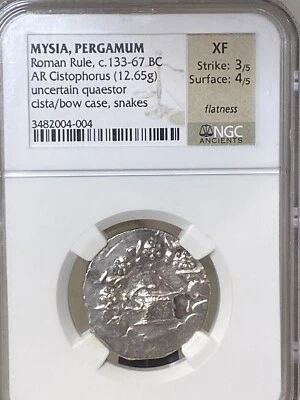 MYSIA, PERGAMUM
Roman Rule, c.133-67 BC
AR Cistophorus (12.65g)
uncertain quaestor
cista/bow case, snakes
3482004-004
XF
Strike: 3/5
Surface: 4/5
flatness
NGC
ANCIENTS